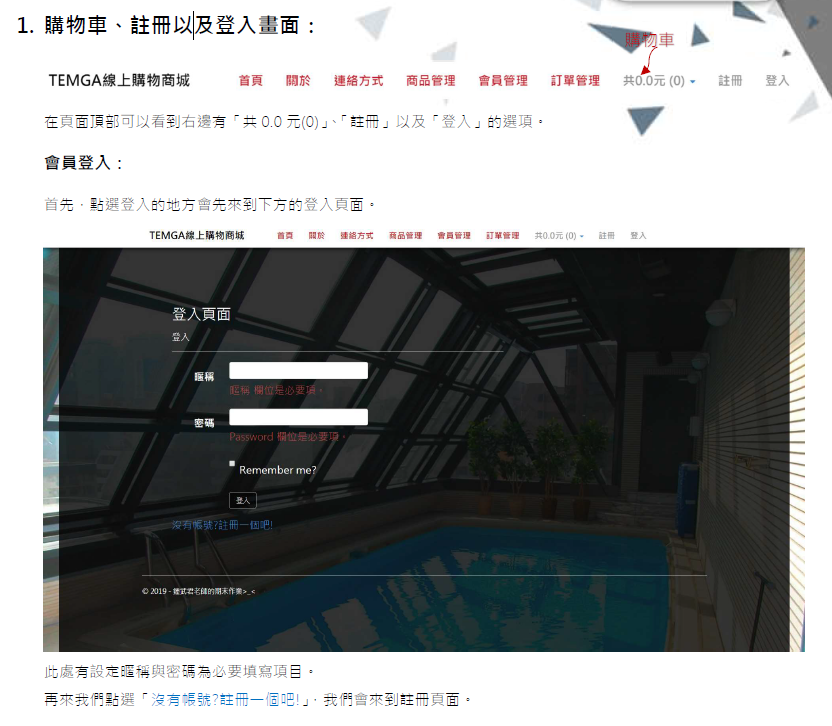 1. 購物車、註冊以及登入畫面：
購物車
TEMGA線上購物商城 首頁 關於 連絡方式 商品管理 會員管理 訂單管理 共0.0元 (0) 註冊 登入
在頁面頂部可以看到右邊有「共 0.0 元(0)」、「註冊」以及「登入」的選項。
會員登入：
首先，點選登入的地方會先來到下方的登入頁面。
TEMGA線上購物商城 首頁 關於 連絡方式 商品管理 會員管理 訂單管理 共0.0元 (0) 註冊 登入
登入頁面
登入
暱稱
暱稱 欄位是必要項。
密碼
Password 欄位是必要項。
Remember me?
登入
沒有帳號?註冊一個吧!
© 2019 - 鍾武君老師的期末作業>_<
此處有設定暱稱與密碼為必要填寫項目。
再來我們點選「沒有帳號?註冊一個吧!」，我們會來到註冊頁面。